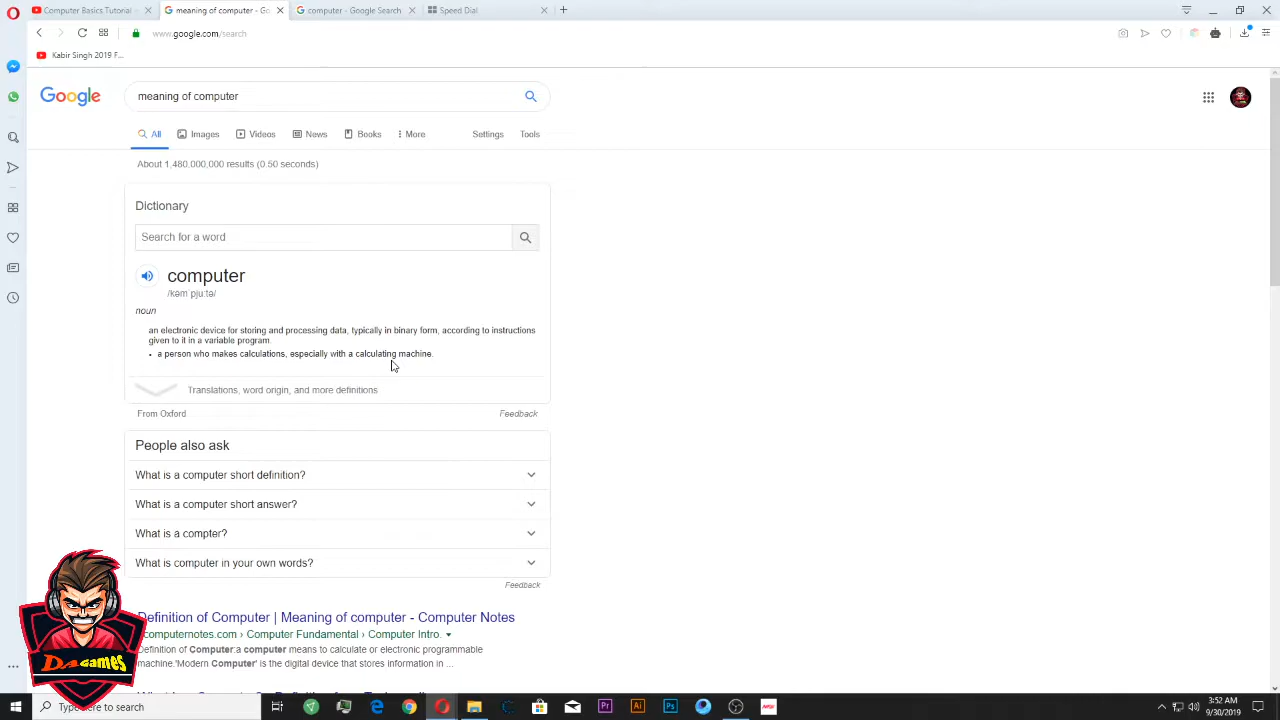 Computer Basics Tutorial
meaning of computer - Go
computer - Google Search
Speed Dial
www.google.com/search
Kabir Singh 2019 F...
Google
meaning of computer
All
Images
Videos
News
Books
More
Settings
Tools
About 1,480,000,000 results (0.50 seconds)
Dictionary
Search for a word
computer
/kəmˈpjuːtə/
noun
an electronic device for storing and processing data, typically in binary form, according to instructions
given to it in a variable program.
• a person who makes calculations, especially with a calculating machine.
Translations, word origin, and more definitions
From Oxford
Feedback
People also ask
What is a computer short definition?
What is a computer short answer?
What is a compter?
What is computer in your own words?
Feedback
Definition of Computer | Meaning of computer - Computer Notes
computernotes.com › Computer Fundamental › Computer Intro.
Definition of Computer:a computer means to calculate or electronic programmable
machine.'Modern Computer' is the digital device that stores information in ...
DAGAMES
Type here to search
Pr
Ai
Ps
3:52 AM
9/30/2019